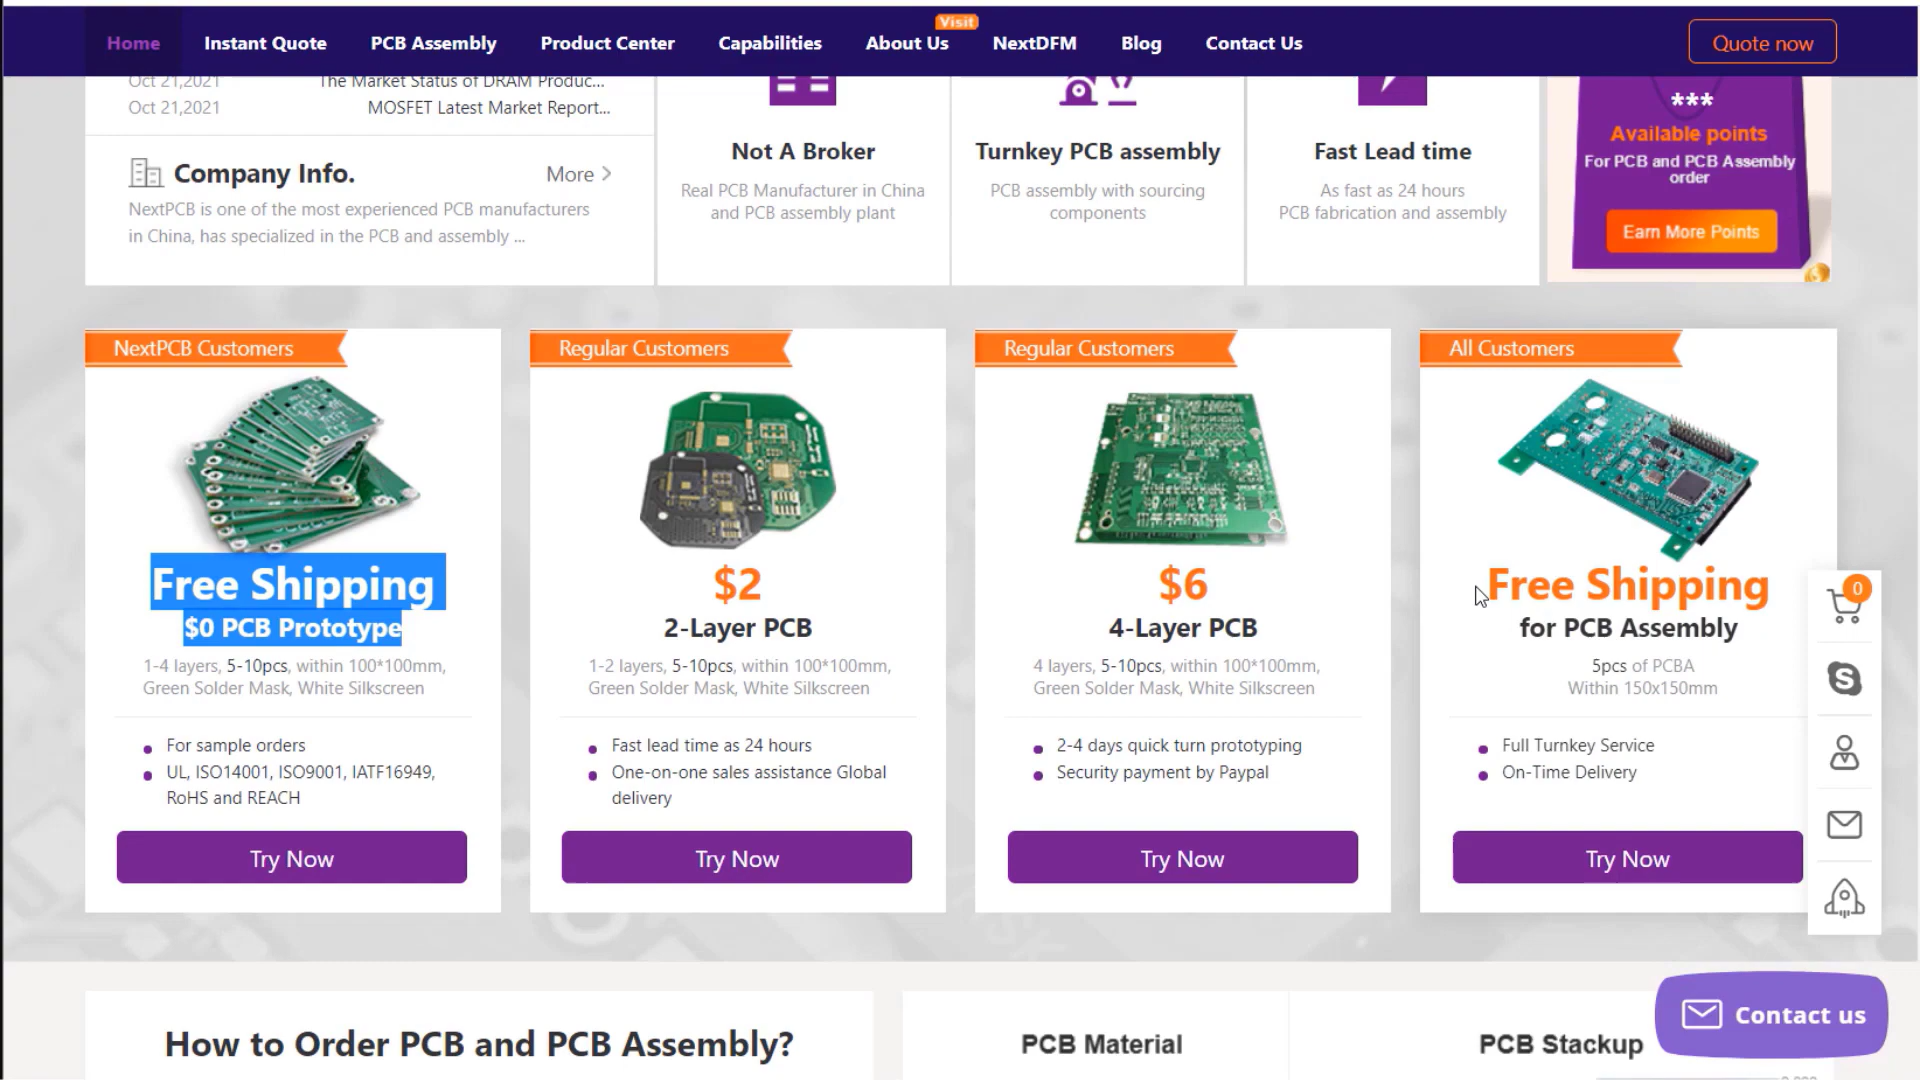 Visit
Home Instant Quote PCB Assembly Product Center Capabilities About Us NextDFM Blog Contact Us Quote now
Oct 21,2021 The Market Status of DRAM Produc...
Oct 21,2021 MOSFET Latest Market Report...
Company Info. More
NextPCB is one of the most experienced PCB manufacturers
in China, has specialized in the PCB and assembly ...
Not A Broker
Real PCB Manufacturer in China
and PCB assembly plant
Turnkey PCB assembly
PCB assembly with sourcing
components
Fast Lead time
As fast as 24 hours
PCB fabrication and assembly
***
Available points
For PCB and PCB Assembly
order
Earn More Points
NextPCB Customers
Free Shipping
$0 PCB Prototype
1-4 layers, 5-10pcs, within 100*100mm,
Green Solder Mask, White Silkscreen
For sample orders
UL, ISO14001, ISO9001, IATF16949,
RoHS and REACH
Try Now
Regular Customers
$2
2-Layer PCB
1-2 layers, 5-10pcs, within 100*100mm,
Green Solder Mask, White Silkscreen
Fast lead time as 24 hours
One-on-one sales assistance Global
delivery
Try Now
Regular Customers
$6
4-Layer PCB
4 layers, 5-10pcs, within 100*100mm,
Green Solder Mask, White Silkscreen
2-4 days quick turn prototyping
Security payment by Paypal
Try Now
All Customers
Free Shipping
for PCB Assembly
5pcs of PCBA
Within 150x150mm
Full Turnkey Service
On-Time Delivery
Try Now
0
Contact us
How to Order PCB and PCB Assembly?
PCB Material
PCB Stackup